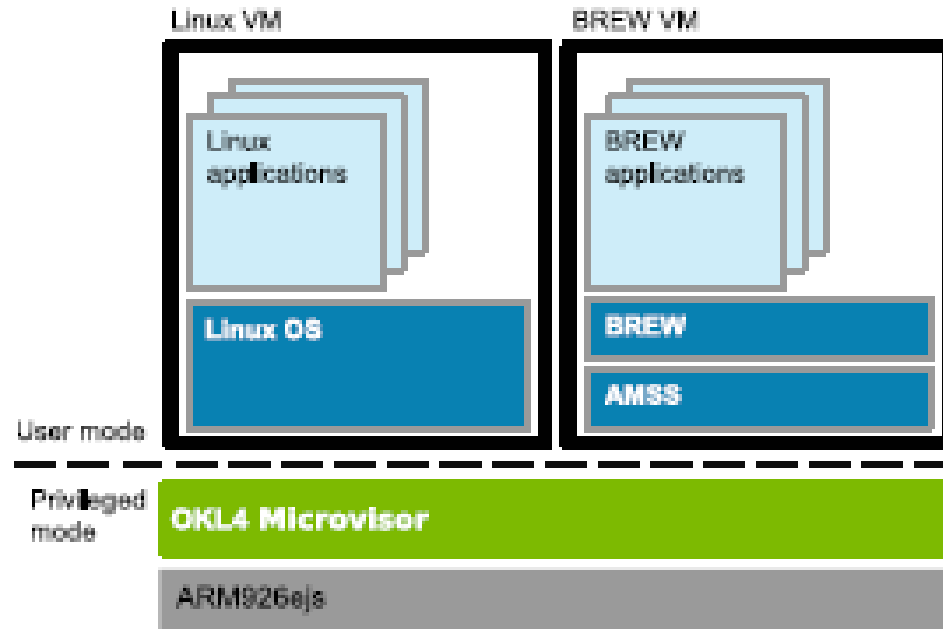 Linux VM
BREW VM
Linux
applications
BREW
applications
Linux OS
BREW
AMSS
User mode
Privileged
mode
OKL4 Microvisor
ARM926ejs